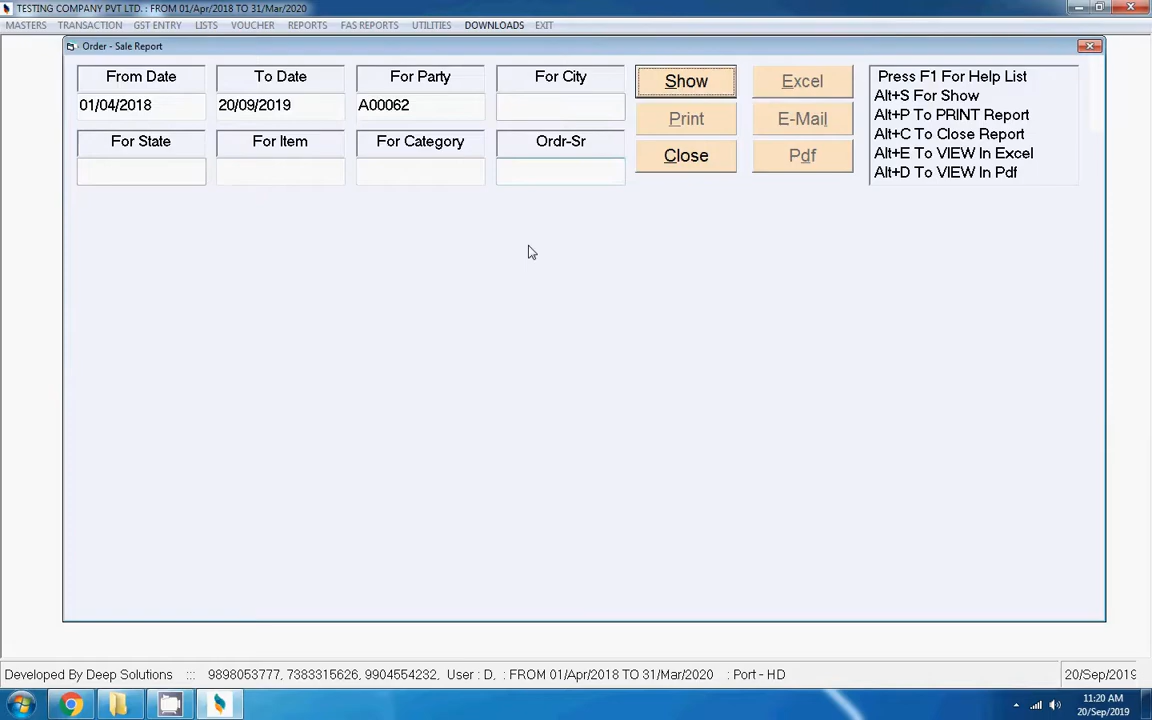 TESTING COMPANY PVT LTD. : FROM 01/Apr/2018 TO 31/Mar/2020
MASTERS TRANSACTION GST ENTRY LISTS VOUCHER REPORTS FAS REPORTS UTILITIES DOWNLOADS EXIT
Order - Sale Report
From Date To Date For Party For City
01/04/2018 20/09/2019 A00062
For State For Item For Category Ordr-Sr
Show Excel
Print E-Mail
Close Pdf
Press F1 For Help List
Alt+S For Show
Alt+P To PRINT Report
Alt+C To Close Report
Alt+E To VIEW In Excel
Alt+D To VIEW In Pdf
Developed By Deep Solutions ::: 9898053777, 7383315626, 9904554232, User : D, : FROM 01/Apr/2018 TO 31/Mar/2020 : Port - HD 20/Sep/2019
11:20 AM
20/Sep/2019